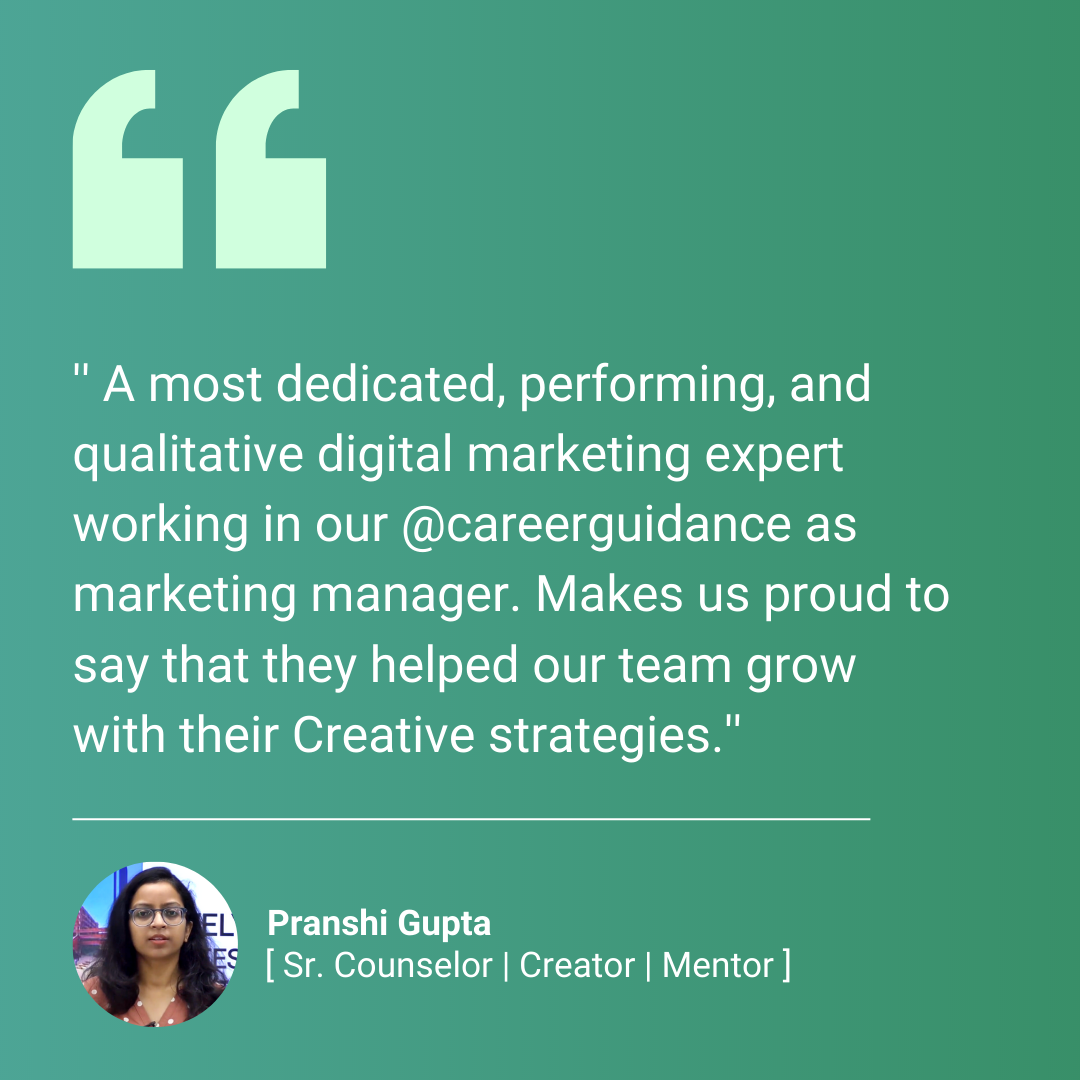 " A most dedicated, performing, and
qualitative digital marketing expert
working in our @careerguidance as
marketing manager. Makes us proud to
say that they helped our team grow
with their Creative strategies."
Pranshi Gupta
[ Sr. Counselor | Creator | Mentor ]